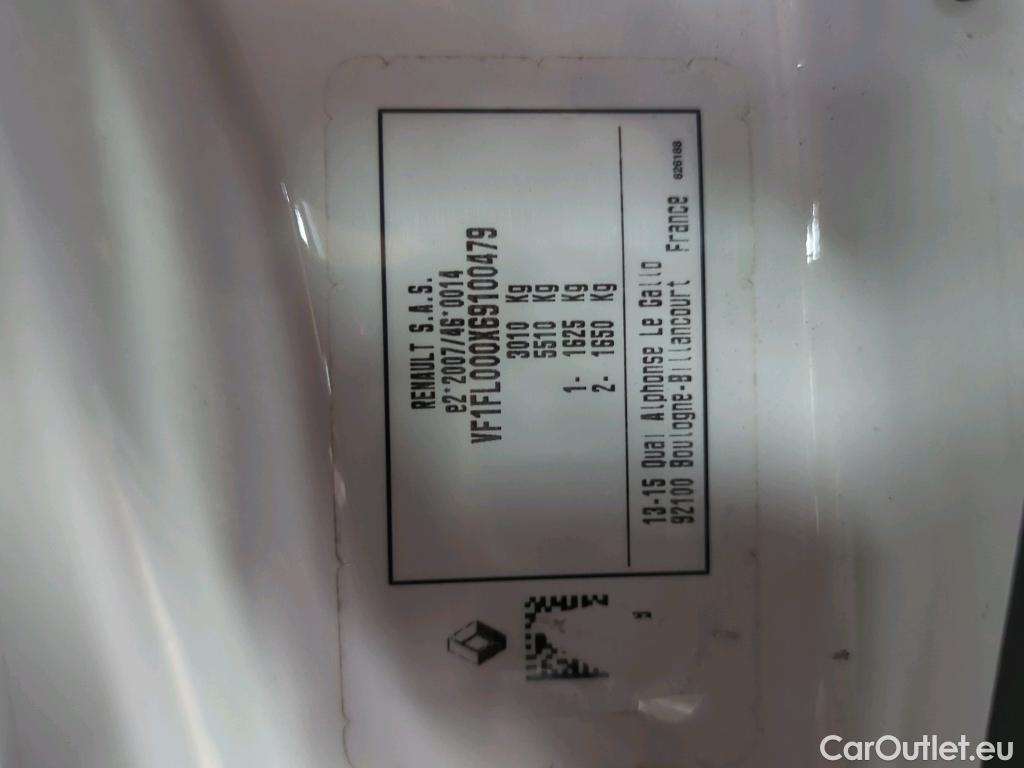 RENAULT S.A.S.
e2*2007/46*0014
VF1FL000X69100479
3010 Kg
5510 Kg
1- 1625 Kg
2- 1650 Kg
13-15 Quai Alphonse Le Gallo
92100 Boulogne-Billancourt France 626188
CarOutlet.eu